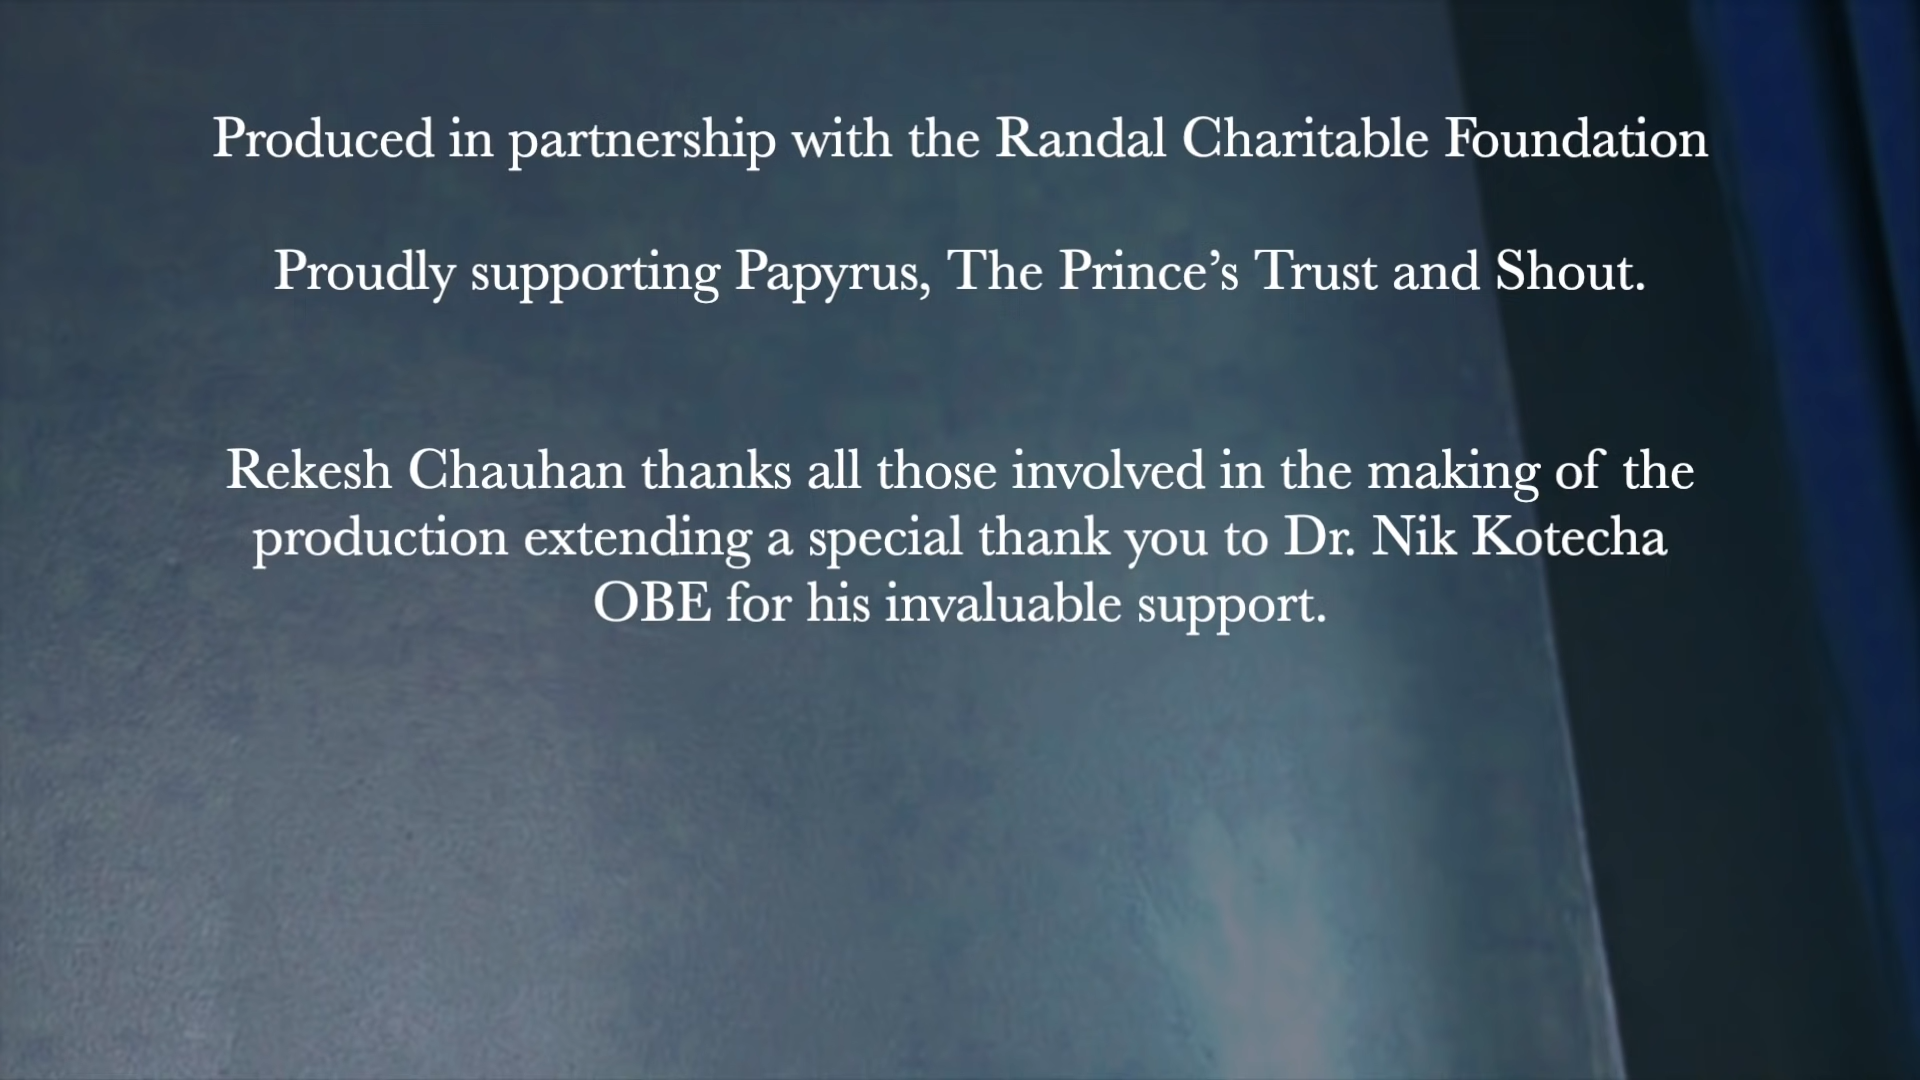 Produced in partnership with the Randal Charitable Foundation
Proudly supporting Papyrus, The Prince’s Trust and Shout.
Rekesh Chauhan thanks all those involved in the making of the
production extending a special thank you to Dr. Nik Kotecha
OBE for his invaluable support.